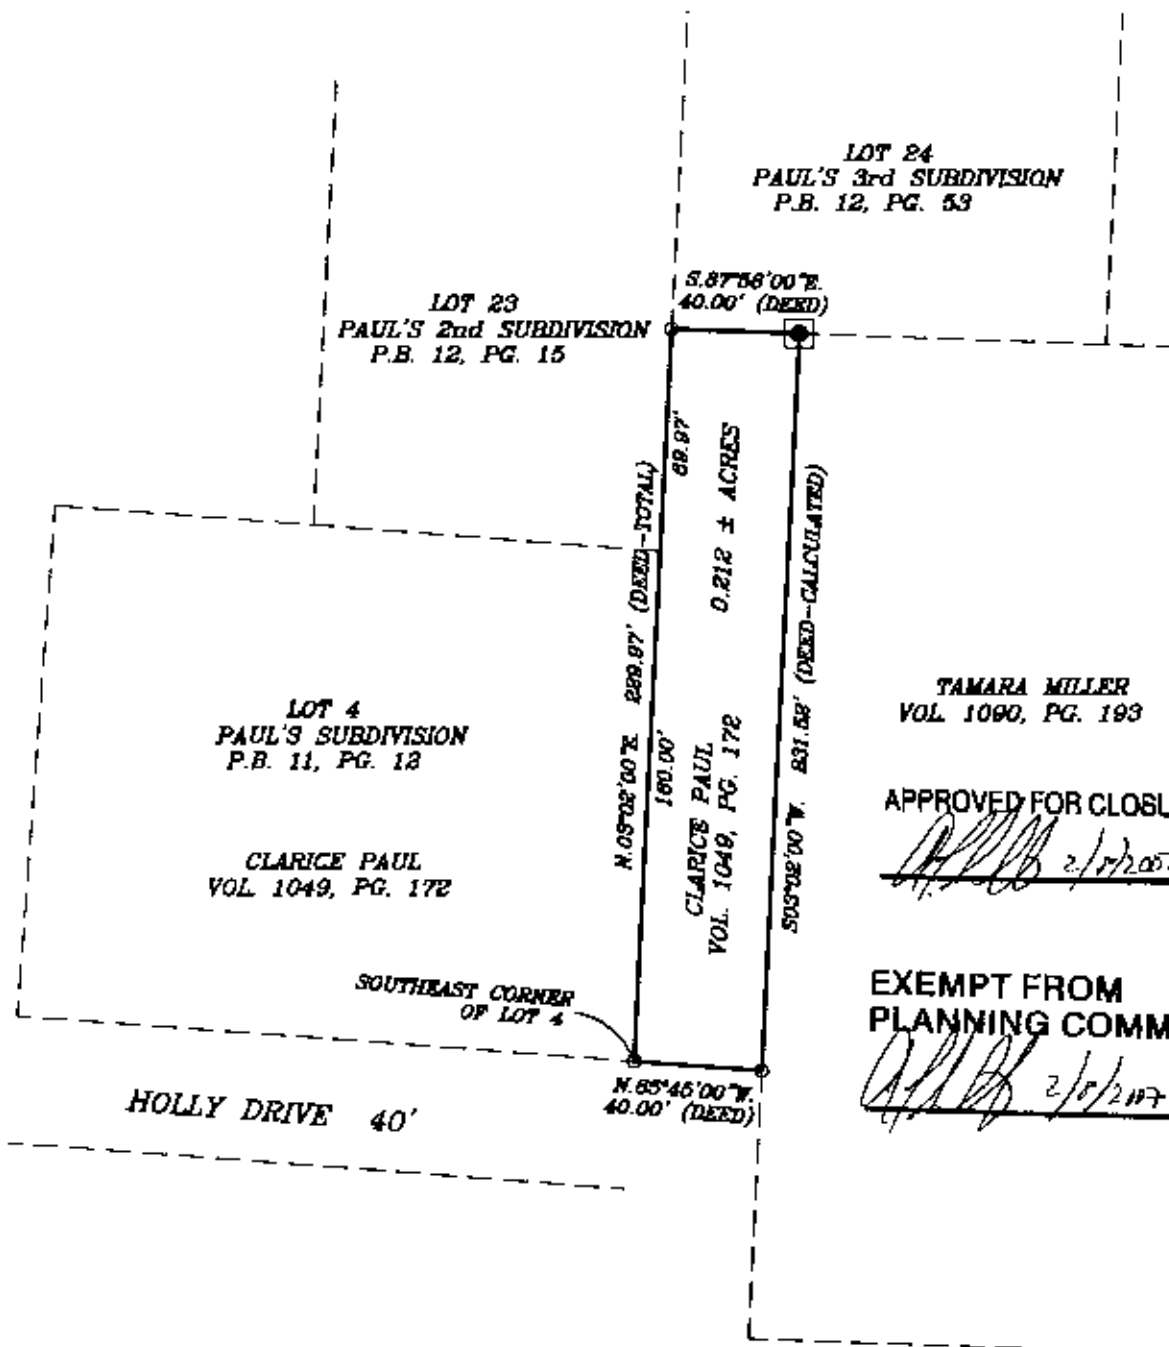 LOT 24
PAUL'S 3rd SUBDIVISION
P.B. 12, PG. 53
S.87°56'00"E.
40.00' (DEED)
LOT 23
PAUL'S 2nd SUBDIVISION
P.B. 12, PG. 15
69.97'
N.03°02'00"E. 229.97' (DEED-TOTAL)
160.00'
0.212 ± ACRES
CLARICE PAUL
VOL. 1049, PG. 172
S03°02'00"W. 231.52' (DEED-CALCULATED)
LOT 4
PAUL'S SUBDIVISION
P.B. 11, PG. 12
CLARICE PAUL
VOL. 1049, PG. 172
TAMARA MILLER
VOL. 1090, PG. 193
APPROVED FOR CLOSU
EXEMPT FROM
PLANNING COMM
SOUTHEAST CORNER
OF LOT 4
N.85°45'00"W.
40.00' (DEED)
HOLLY DRIVE 40'